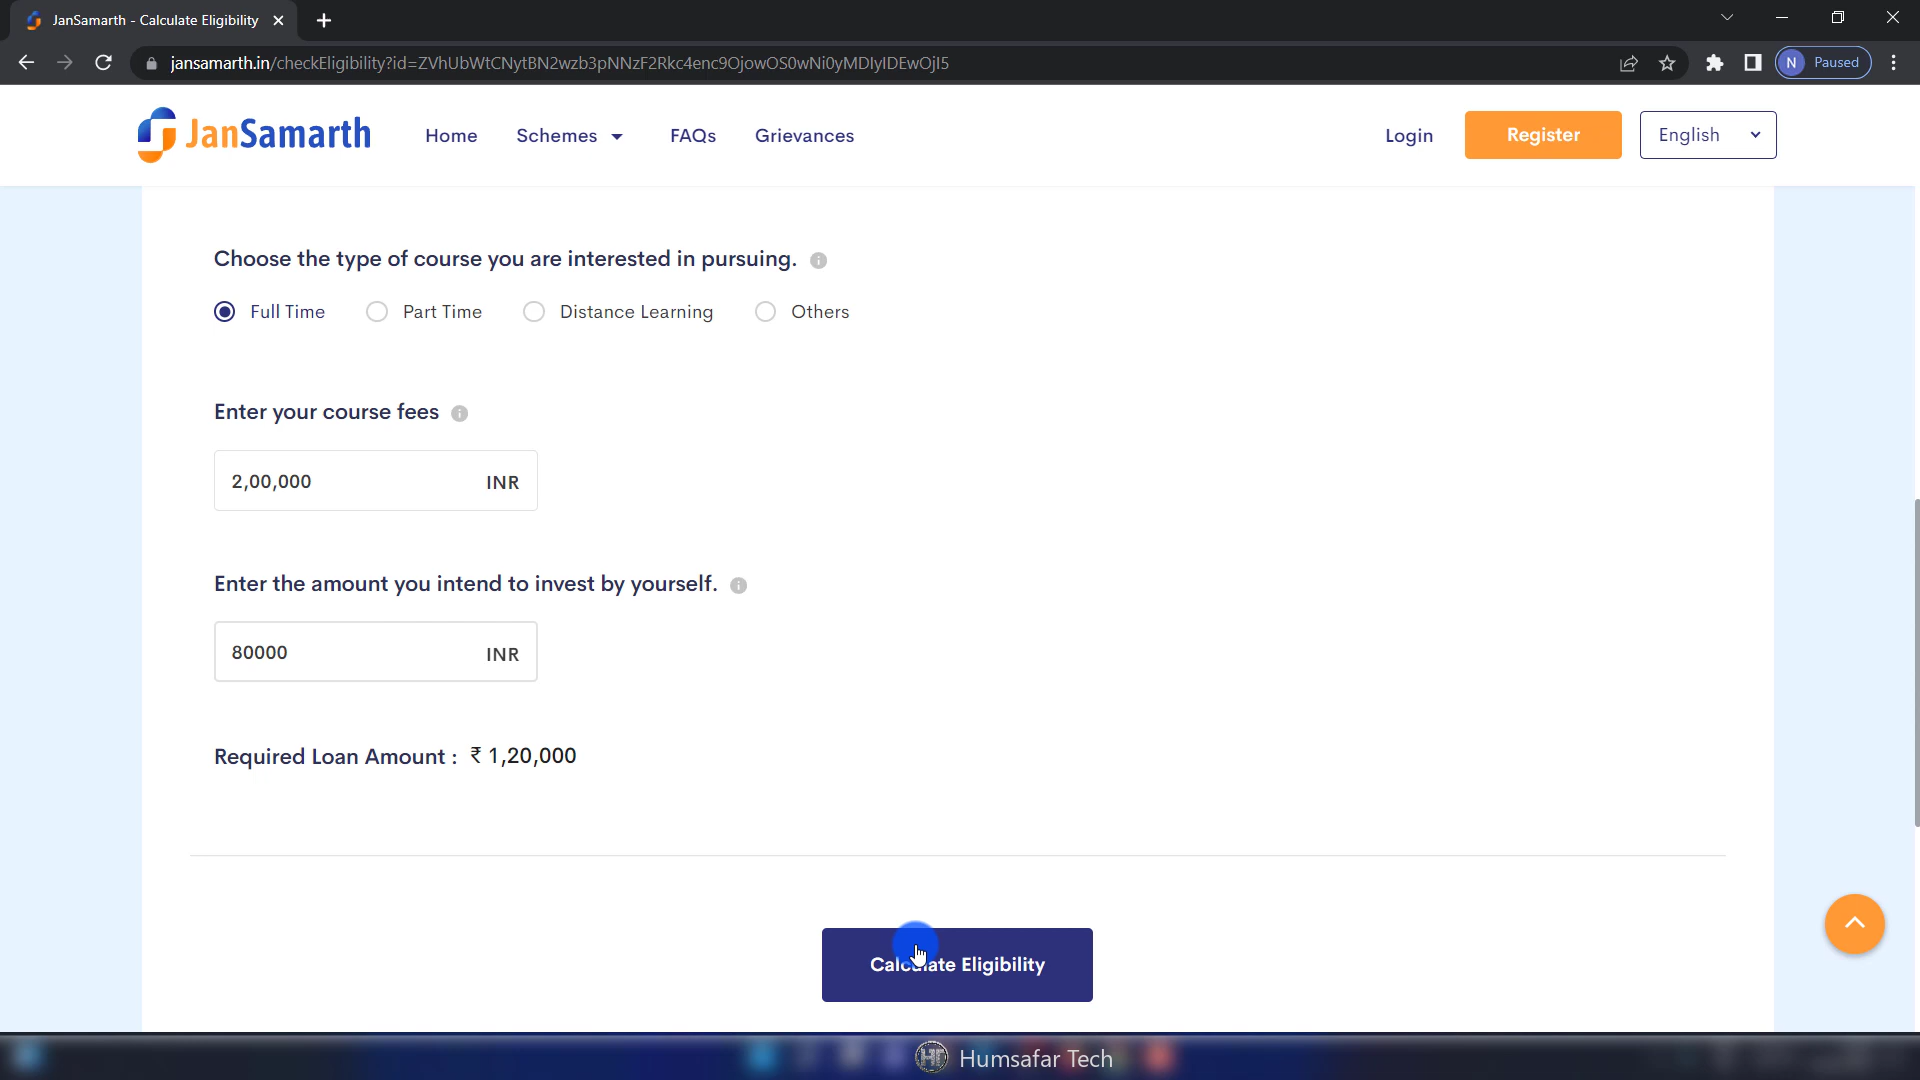 JanSamarth - Calculate Eligibility
jansamarth.in/checkEligibility?id=ZVhUbWtCNytBN2wzb3pNNzF2Rkc4enc9OjowOS0wNi0yMDIyIDEwOjI5
N Paused
JanSamarth Home Schemes FAQs Grievances Login Register English
Choose the type of course you are interested in pursuing.
Full Time Part Time Distance Learning Others
Enter your course fees
2,00,000 INR
Enter the amount you intend to invest by yourself.
80000 INR
Required Loan Amount : ₹ 1,20,000
Calculate Eligibility
HT Humsafar Tech